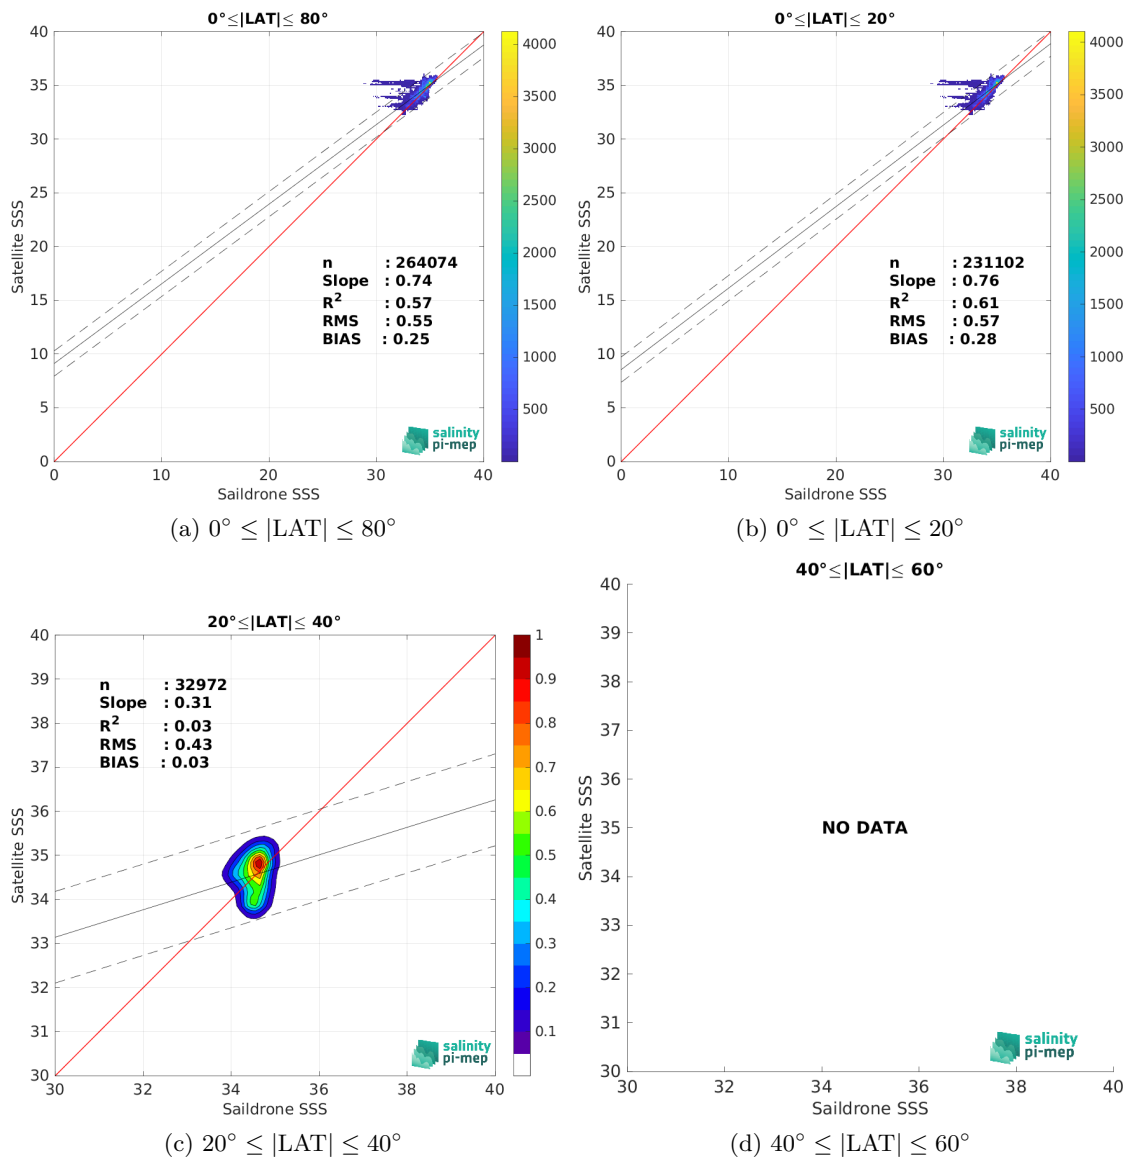 0°≤|LAT|≤ 80°
40
35
30
25
20
15
10
5
0
0
10
20
30
40
Satellite SSS
Saildrone SSS
n : 264074
Slope : 0.74
R² : 0.57
RMS : 0.55
BIAS : 0.25
salinity
pi-mep
4000
3500
3000
2500
2000
1500
1000
500
(a) 0° ≤ |LAT| ≤ 80°
0°≤|LAT|≤ 20°
40
35
30
25
20
15
10
5
0
0
10
20
30
40
Satellite SSS
Saildrone SSS
n : 231102
Slope : 0.76
R² : 0.61
RMS : 0.57
BIAS : 0.28
salinity
pi-mep
4000
3500
3000
2500
2000
1500
1000
500
(b) 0° ≤ |LAT| ≤ 20°
20°≤|LAT|≤ 40°
40
39
38
37
36
35
34
33
32
31
30
30
32
34
36
38
40
Satellite SSS
Saildrone SSS
n : 32972
Slope : 0.31
R² : 0.03
RMS : 0.43
BIAS : 0.03
salinity
pi-mep
1
0.9
0.8
0.7
0.6
0.5
0.4
0.3
0.2
0.1
(c) 20° ≤ |LAT| ≤ 40°
40°≤|LAT|≤ 60°
40
39
38
37
36
35
34
33
32
31
30
30
32
34
36
38
40
Satellite SSS
Saildrone SSS
NO DATA
salinity
pi-mep
(d) 40° ≤ |LAT| ≤ 60°